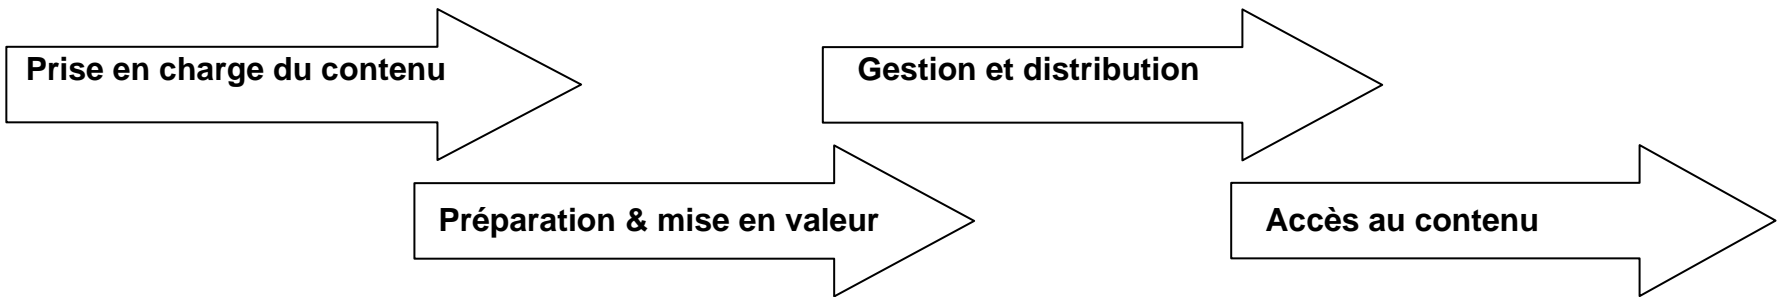 Prise en charge du contenu
Préparation & mise en valeur
Gestion et distribution
Accès au contenu